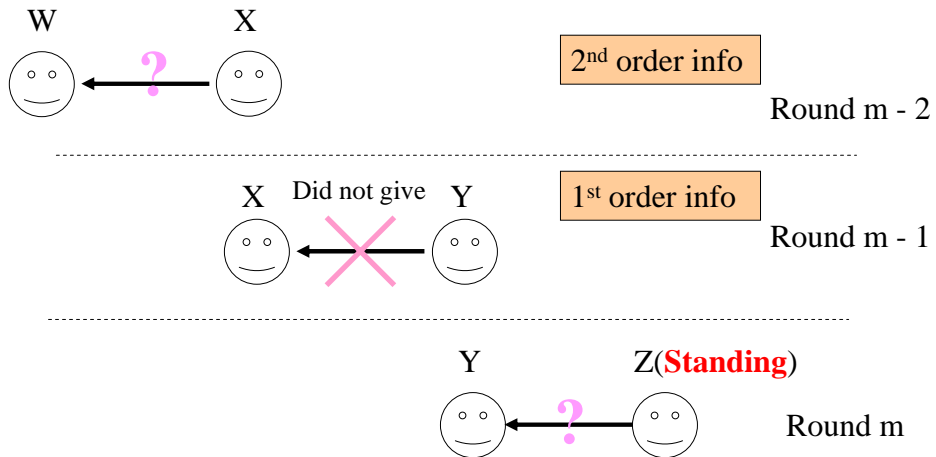 W X
?
2nd order info
Round m - 2
Did not give
X Y
1st order info
Round m - 1
Y Z(Standing)
?
Round m